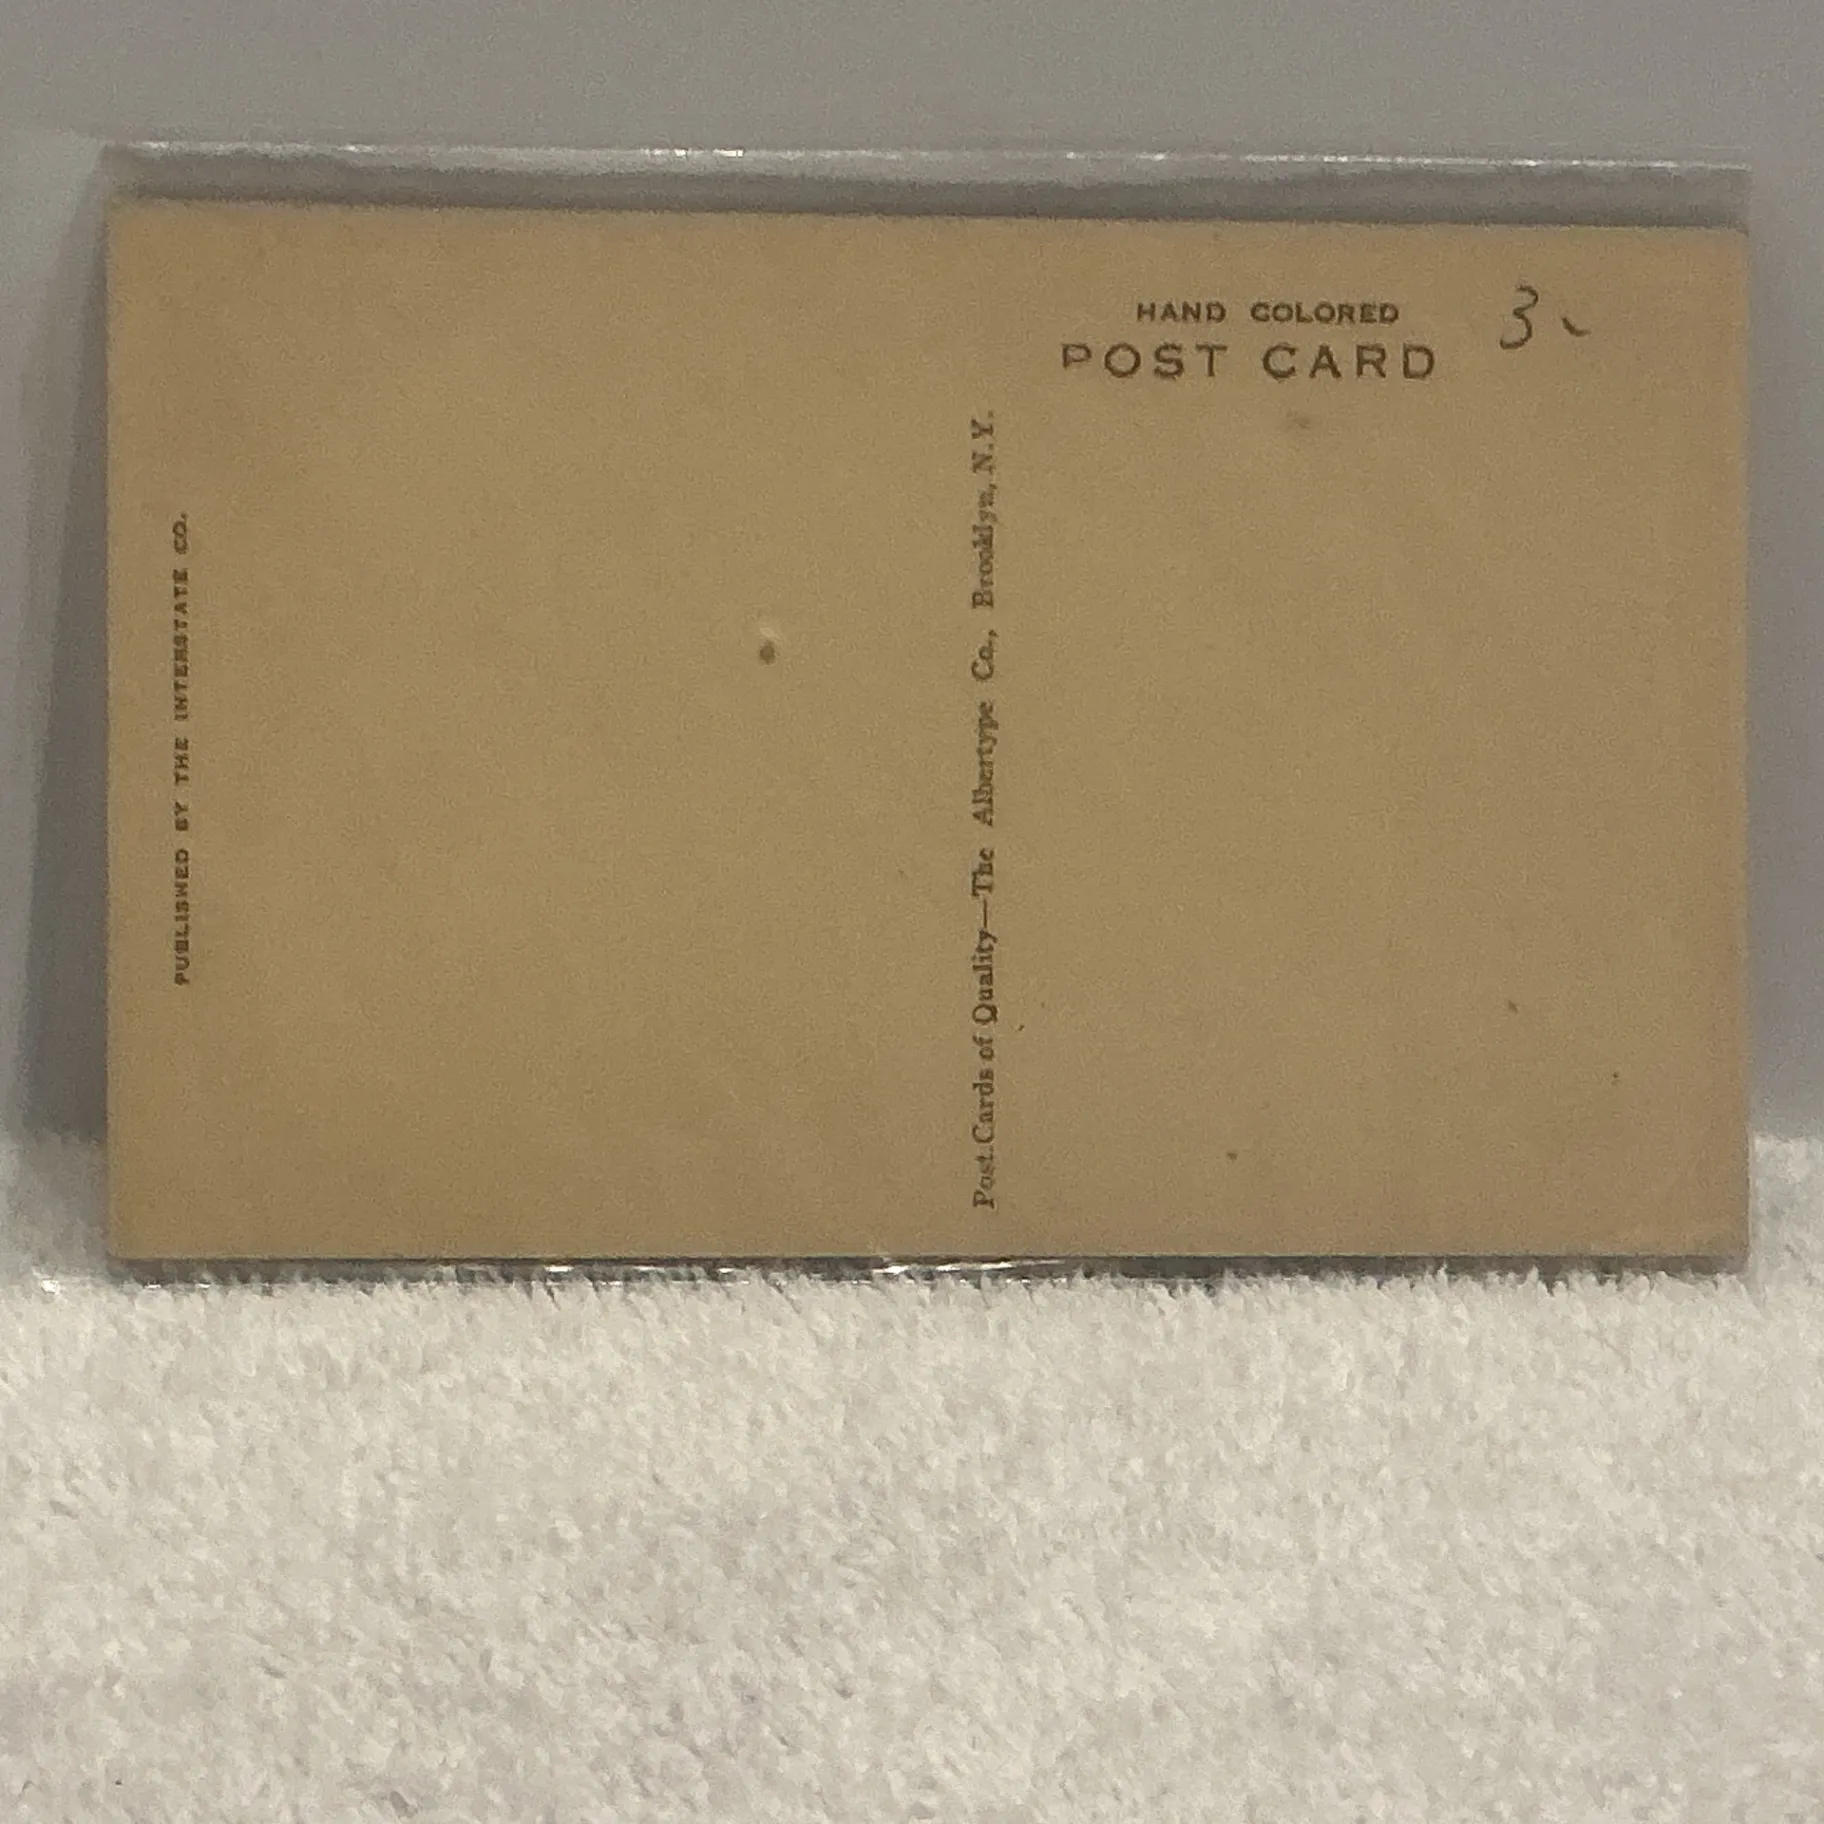 HAND COLORED
POST CARD
3-
PUBLISHED BY THE INTERSTATE CO.
Post Cards of Quality—The Albertype Co., Brooklyn, N.Y.